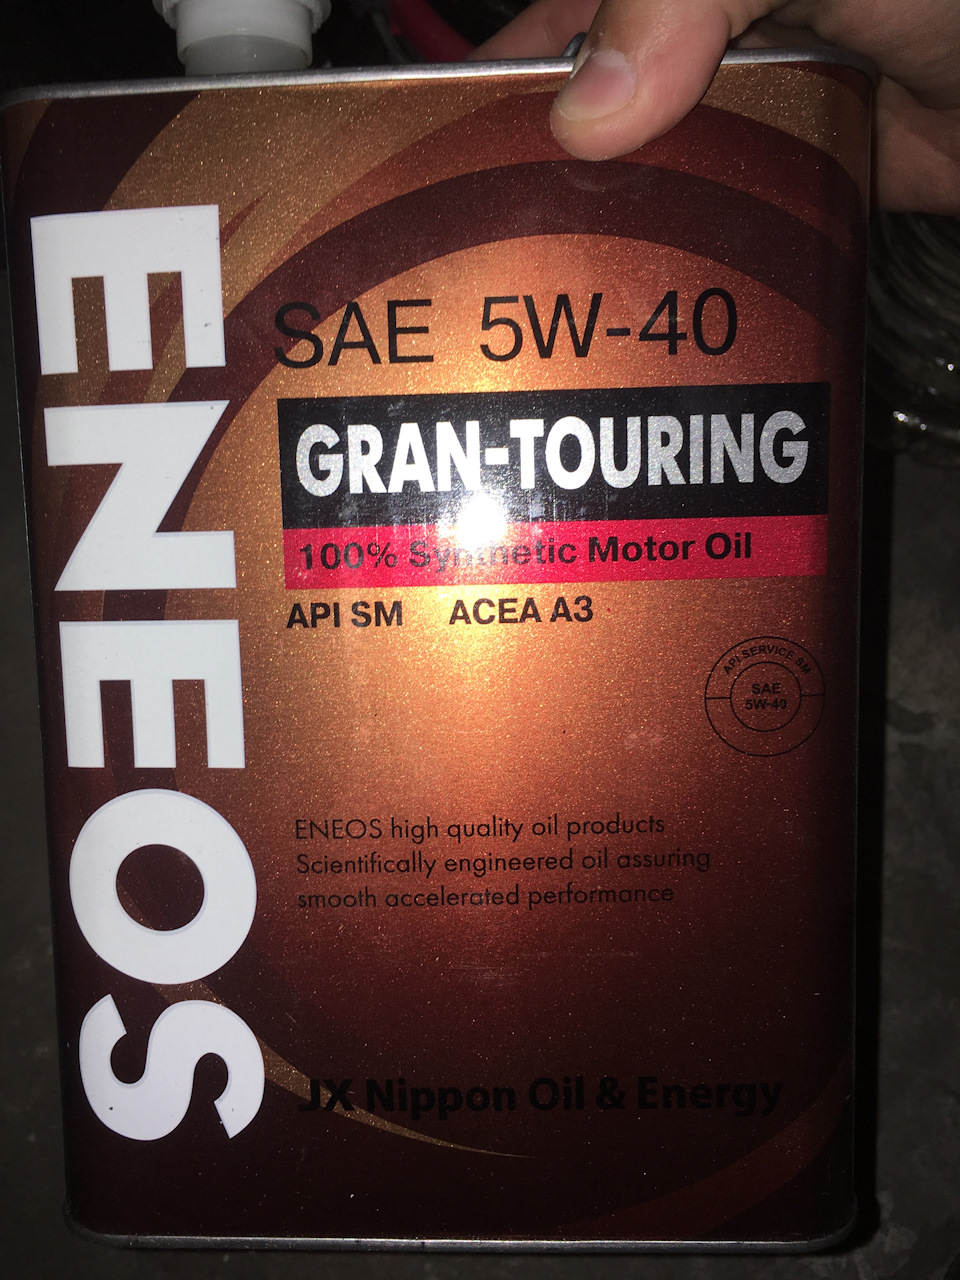 ENEOS
SAE 5W-40
GRAN-TOURING
100% Synthetic Motor Oil
API SM ACEA A3
API SERVICE SM
SAE
5W-40
ENEOS high quality oil products
Scientifically engineered oil assuring
smooth accelerated performance
JX Nippon Oil & Energy